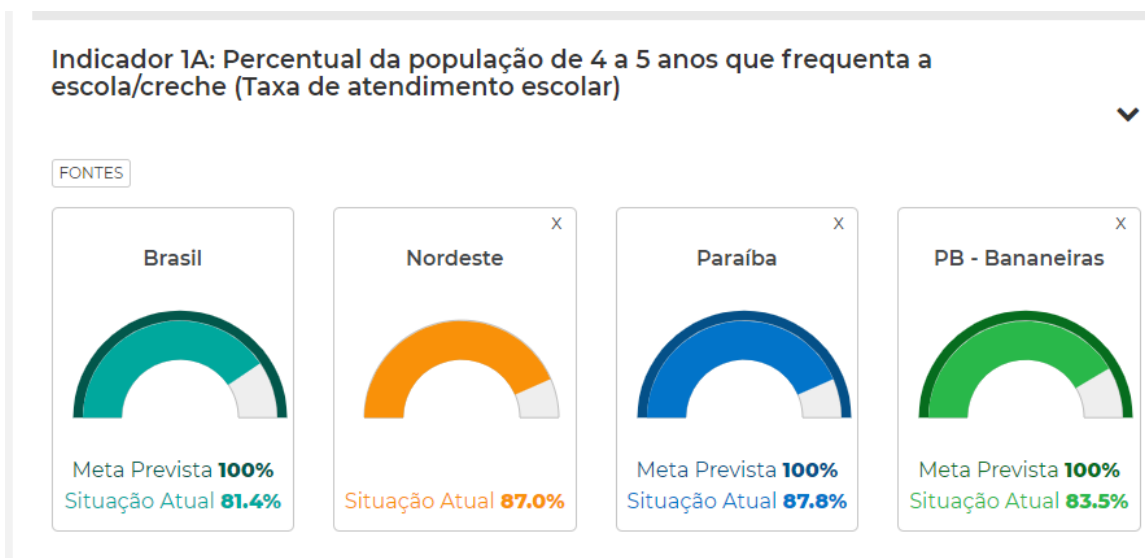 Indicador 1A: Percentual da população de 4 a 5 anos que frequenta a
escola/creche (Taxa de atendimento escolar)
FONTES
Brasil
Meta Prevista 100%
Situação Atual 81.4%
X
Nordeste
Situação Atual 87.0%
X
Paraíba
Meta Prevista 100%
Situação Atual 87.8%
X
PB - Bananeiras
Meta Prevista 100%
Situação Atual 83.5%